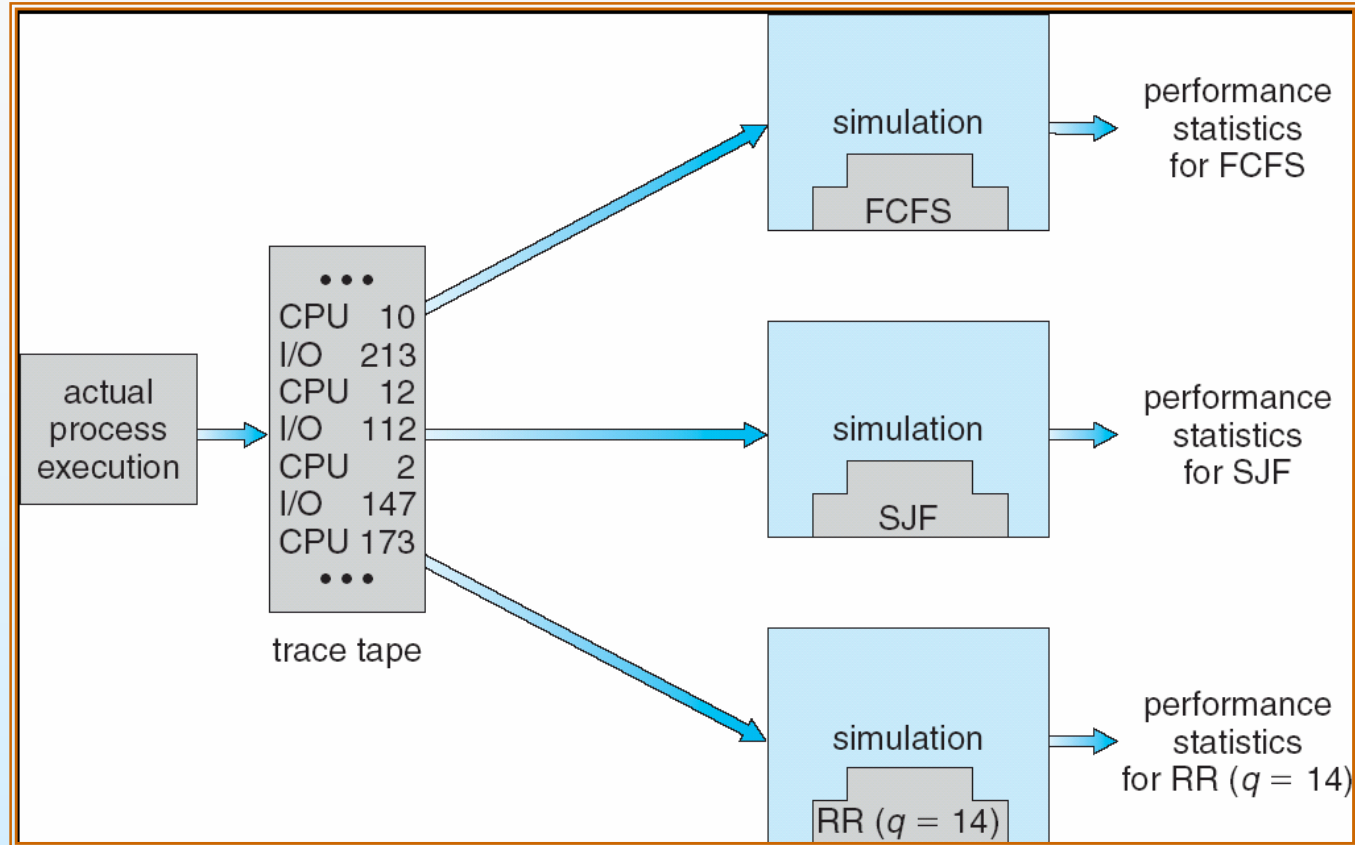 actual
process
execution
• • •
CPU 10
I/O 213
CPU 12
I/O 112
CPU 2
I/O 147
CPU 173
• • •
trace tape
simulation
FCFS
performance
statistics
for FCFS
simulation
SJF
performance
statistics
for SJF
simulation
RR (q = 14)
performance
statistics
for RR (q = 14)